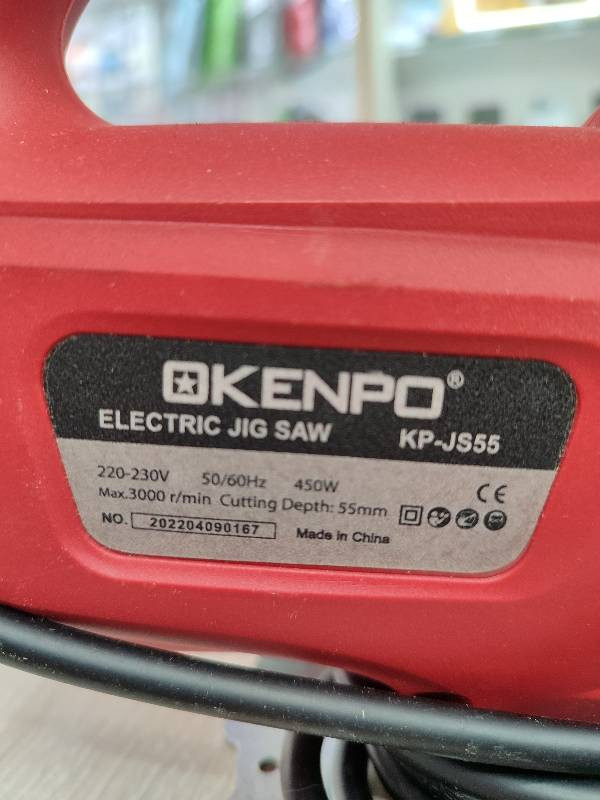 KENPO®
ELECTRIC JIG SAW KP-JS55
220-230V 50/60Hz 450W
Max.3000 r/min Cutting Depth: 55mm
CE
NO. 202204090167 Made in China